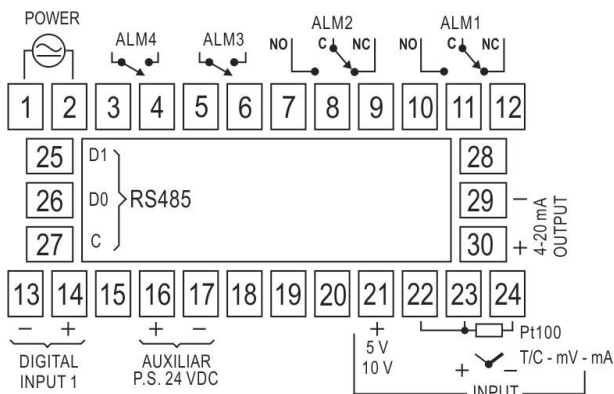 POWER
ALM4
ALM3
ALM2
ALM1
NO C NC
NO C NC
1 2 3 4 5 6 7 8 9 10 11 12
25 D1 28
26 D0 RS485 29 −
27 C 30 +
4-20 mA
OUTPUT
13 14 15 16 17 18 19 20 21 22 23 24
− +
DIGITAL
INPUT 1
+ −
AUXILIAR
P.S. 24 VDC
+
5 V
10 V
Pt100
+ − T/C - mV - mA
INPUT